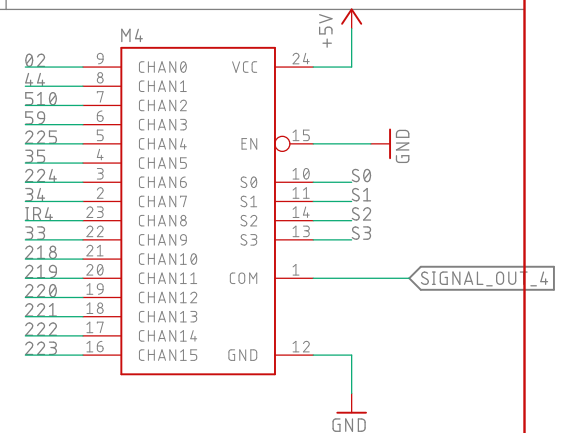 +5V
M4
02 9 CHAN0 VCC 24
44 8 CHAN1
510 7 CHAN2
59 6 CHAN3
225 5 CHAN4 EN 15 GND
35 4 CHAN5
224 3 CHAN6 S0 10 S0
34 2 CHAN7 S1 11 S1
IR4 23 CHAN8 S2 14 S2
33 22 CHAN9 S3 13 S3
218 21 CHAN10
219 20 CHAN11 COM 1 SIGNAL_OUT_4
220 19 CHAN12
221 18 CHAN13
222 17 CHAN14
223 16 CHAN15 GND 12
GND